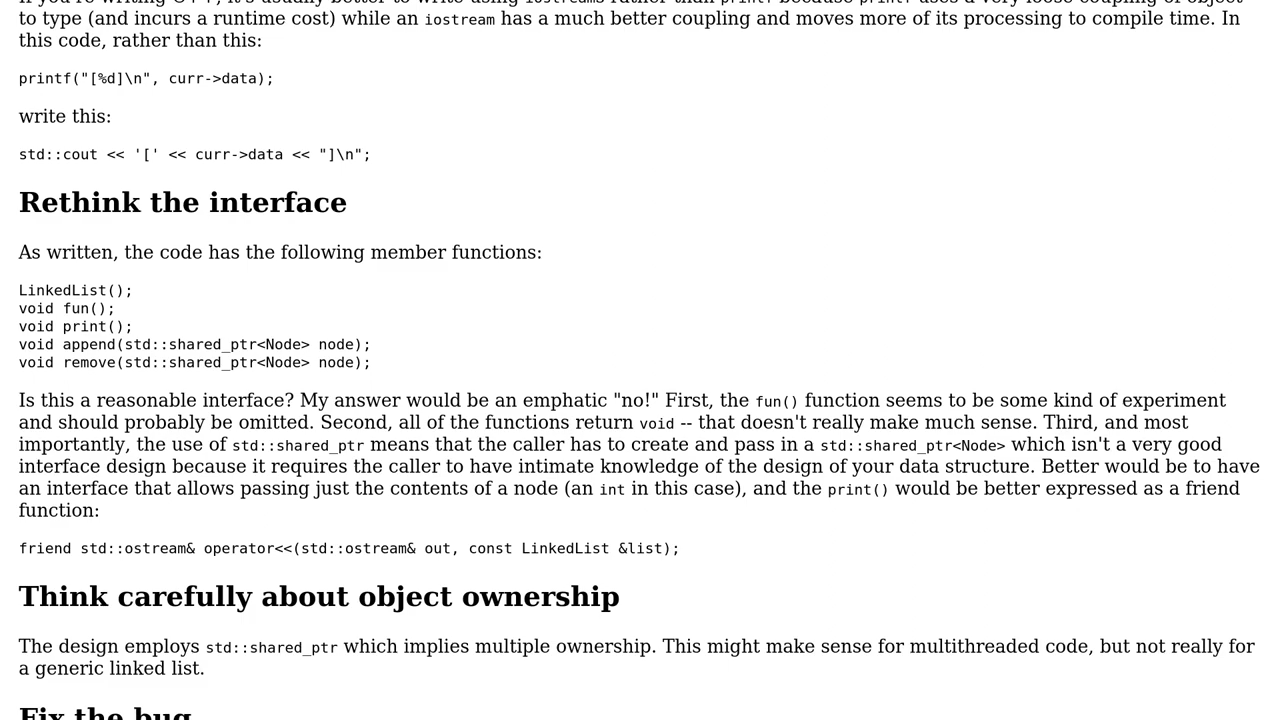 to type (and incurs a runtime cost) while an iostream has a much better coupling and moves more of its processing to compile time. In
this code, rather than this:
printf("[%d]\n", curr->data);
write this:
std::cout << '[' << curr->data << "]\n";
Rethink the interface
As written, the code has the following member functions:
LinkedList();
void fun();
void print();
void append(std::shared_ptr<Node> node);
void remove(std::shared_ptr<Node> node);
Is this a reasonable interface? My answer would be an emphatic "no!" First, the fun() function seems to be some kind of experiment
and should probably be omitted. Second, all of the functions return void -- that doesn't really make much sense. Third, and most
importantly, the use of std::shared_ptr means that the caller has to create and pass in a std::shared_ptr<Node> which isn't a very good
interface design because it requires the caller to have intimate knowledge of the design of your data structure. Better would be to have
an interface that allows passing just the contents of a node (an int in this case), and the print() would be better expressed as a friend
function:
friend std::ostream& operator<<(std::ostream& out, const LinkedList &list);
Think carefully about object ownership
The design employs std::shared_ptr which implies multiple ownership. This might make sense for multithreaded code, but not really for
a generic linked list.
Fix the bug